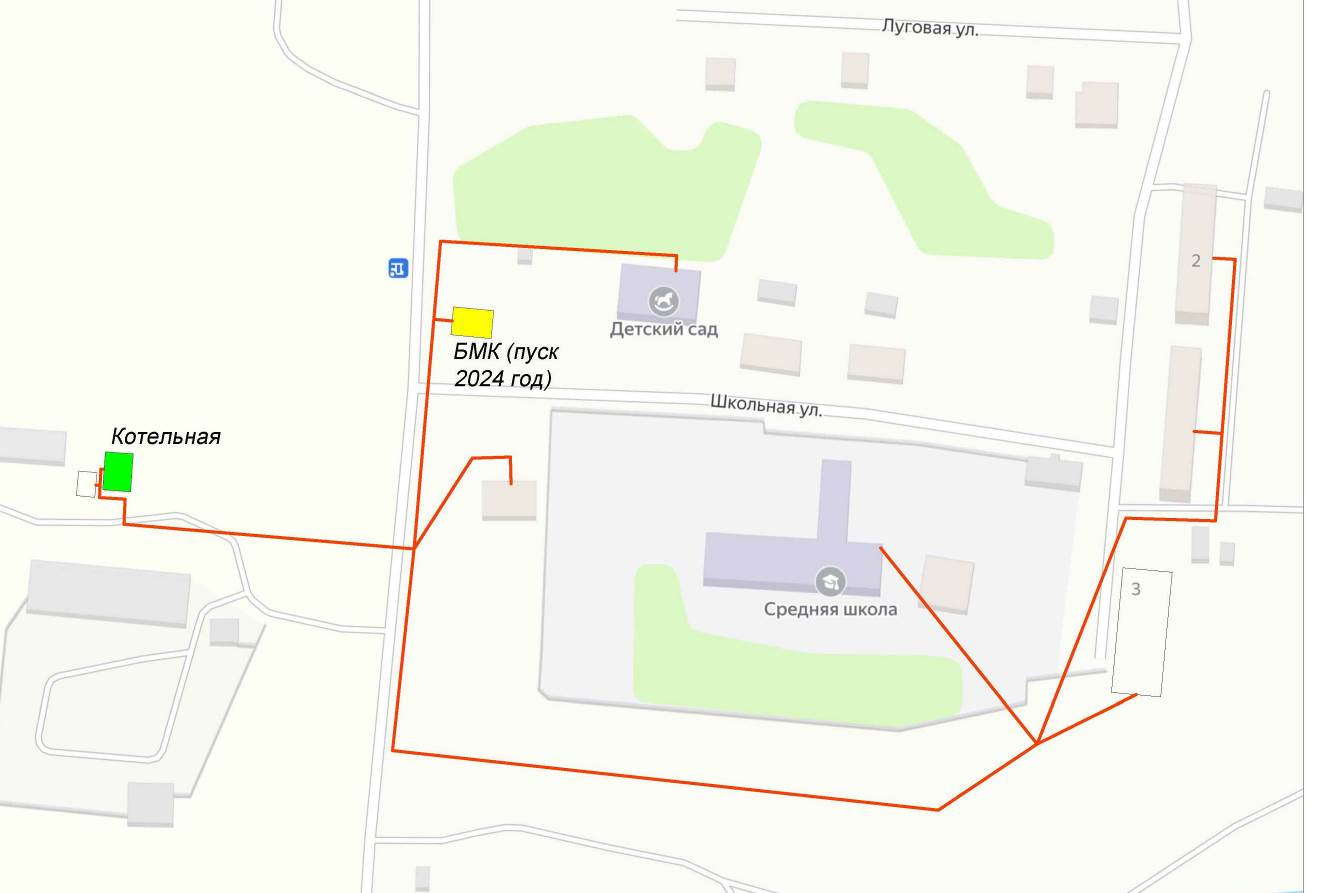 Луговая ул.
2
Детский сад
БМК (пуск
2024 год)
Школьная ул.
Котельная
3
Средняя школа